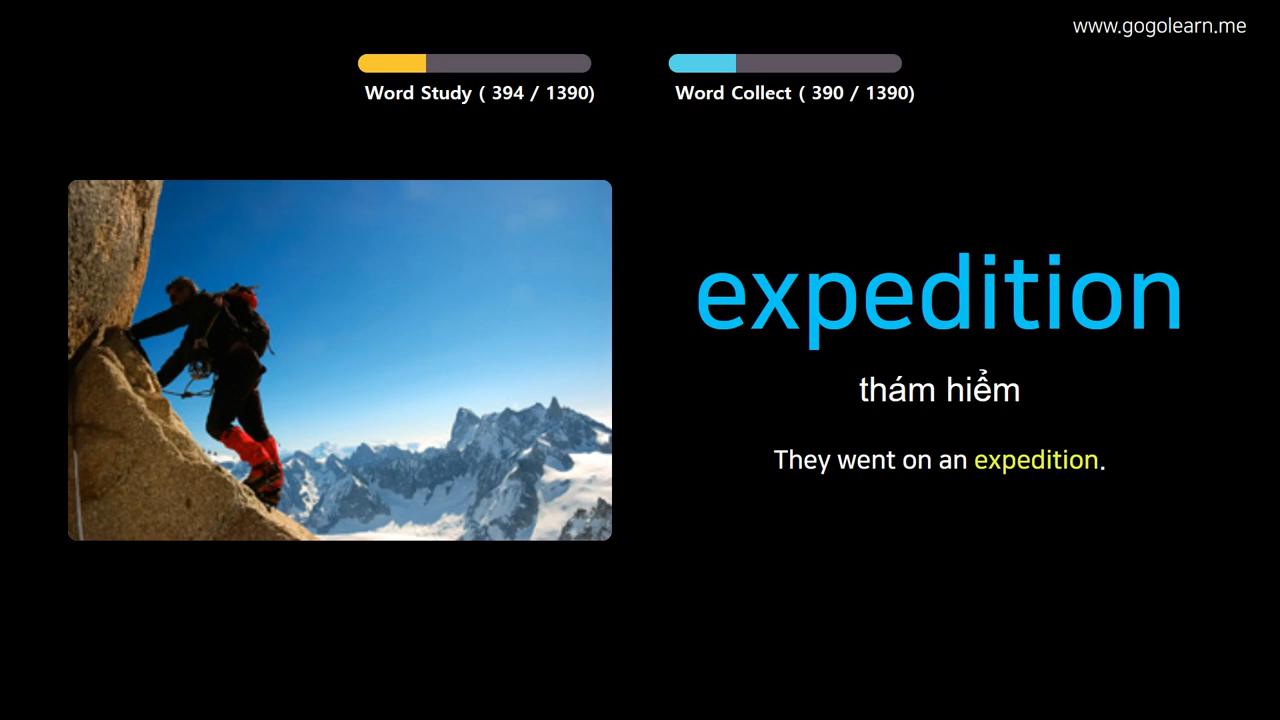 www.gogolearn.me
Word Study ( 394 / 1390)
Word Collect ( 390 / 1390)
expedition
thám hiểm
They went on an expedition.